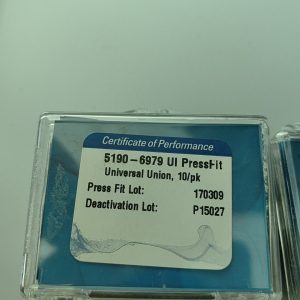 Certificate of Performance
5190-6979 UI PressFit
Universal Union, 10/pk
Press Fit Lot: 170309
Deactivation Lot: P15027